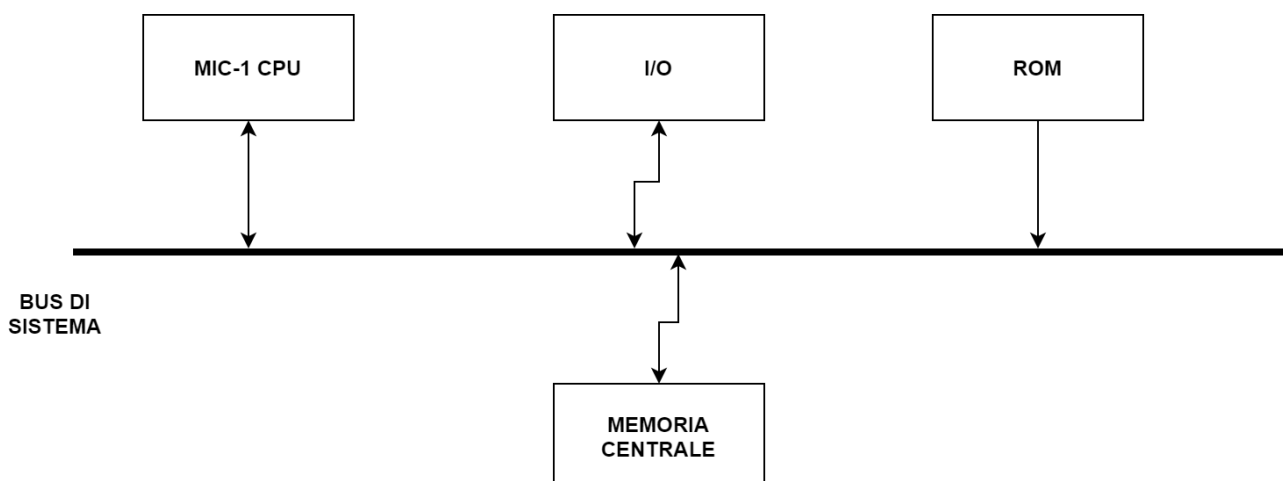 MIC-1 CPU
I/O
ROM
BUS DI
SISTEMA
MEMORIA
CENTRALE